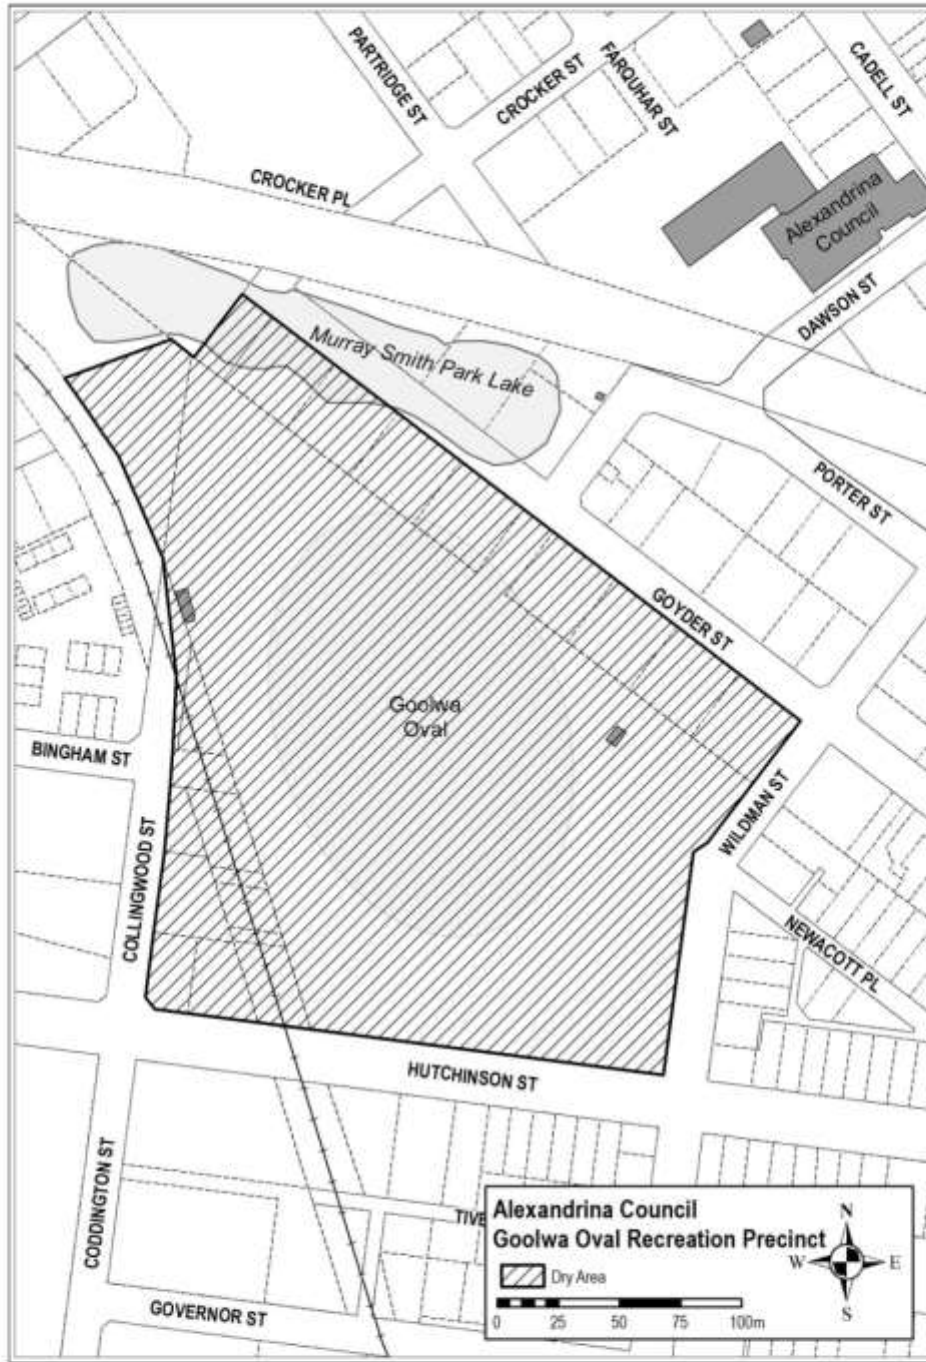 PARTRIDGE ST
CROCKER ST
FARQUHAR ST
CADELL ST
CROCKER PL
Alexandrina
Council
DAWSON ST
Murray Smith Park Lake
PORTER ST
GOYDER ST
Goolwa
Oval
BINGHAM ST
WILDMAN ST
COLLINGWOOD ST
NEWACOTT PL
HUTCHINSON ST
CODDINGTON ST
TIVE
GOVERNOR ST
Alexandrina Council
Goolwa Oval Recreation Precinct
Dry Area
0 25 50 75 100m
N
W E
S